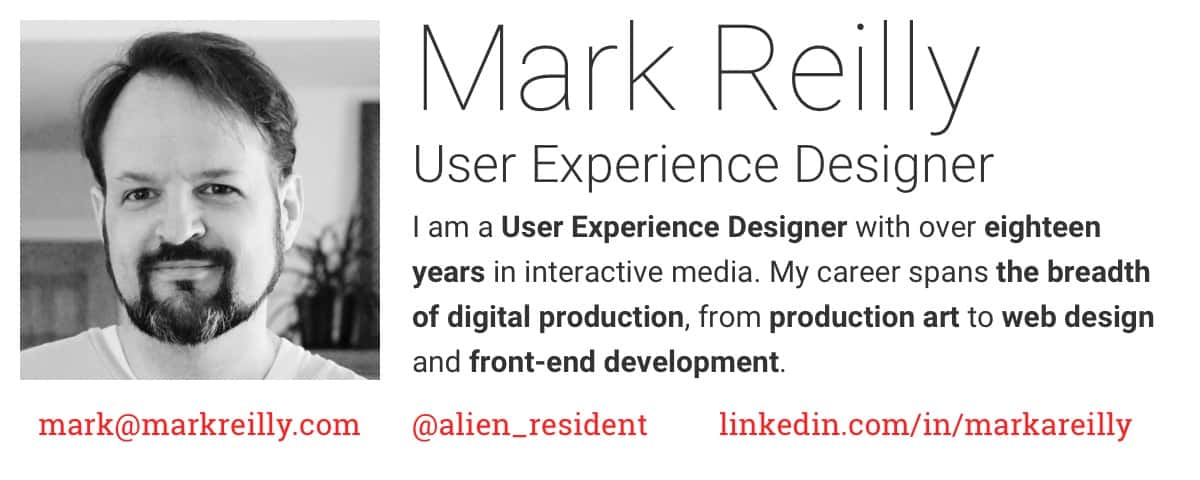 Mark Reilly
User Experience Designer
I am a User Experience Designer with over eighteen
years in interactive media. My career spans the breadth
of digital production, from production art to web design
and front-end development.
mark@markreilly.com @alien_resident linkedin.com/in/markareilly